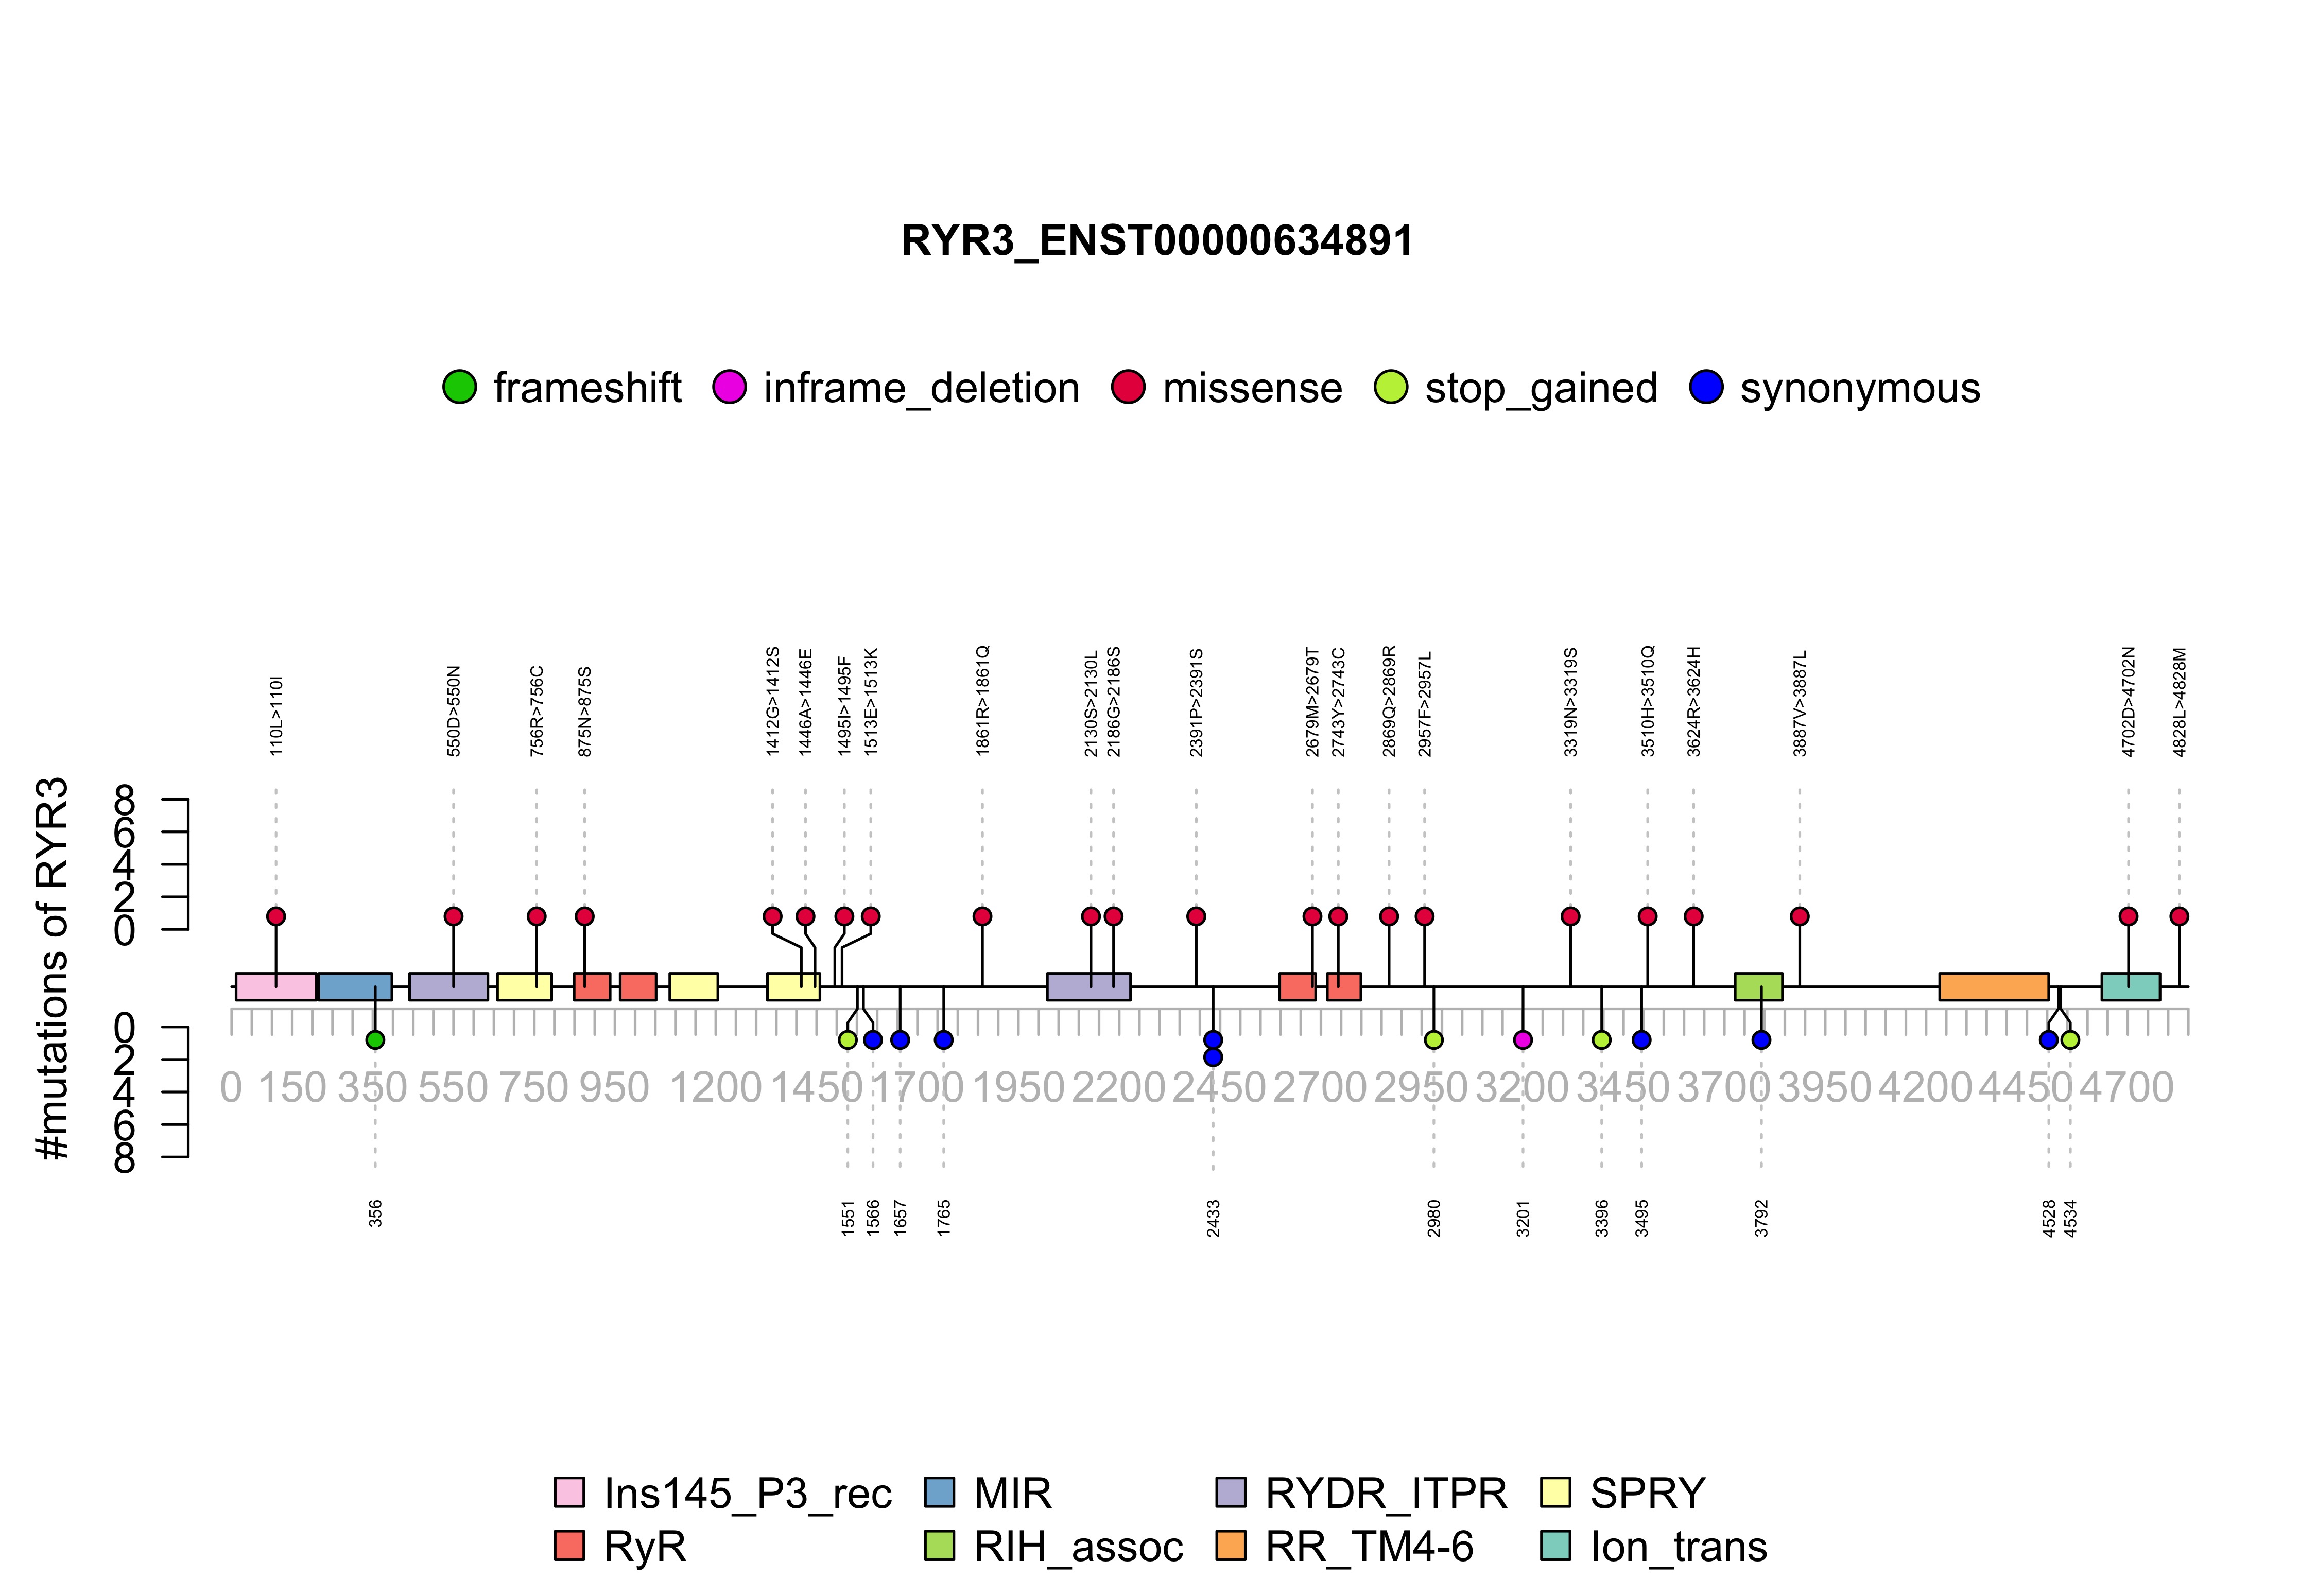 RYR3_ENST00000634891
frameshift inframe_deletion missense stop_gained synonymous
110L>110I 550D>550N 756R>756C 875N>875S 1412G>1412S 1446A>1446E 1495I>1495F 1513E>1513K 1861R>1861Q 2130S>2130L 2186G>2186S 2391P>2391S 2679M>2679T 2743Y>2743C 2869Q>2869R 2957F>2957L 3319N>3319S 3510H>3510Q 3624R>3624H 3887V>3887L 4702D>4702N 4828L>4828M
#mutations of RYR3
8
6
4
2
0
0
2
4
6
8
0 150 350 550 750 950 1200 1450 1700 1950 2200 2450 2700 2950 3200 3450 3700 3950 4200 4450 4700
356 1551 1566 1657 1765 2433 2980 3201 3396 3495 3792 4528 4534
Ins145_P3_rec MIR RYDR_ITPR SPRY
RyR RIH_assoc RR_TM4-6 Ion_trans